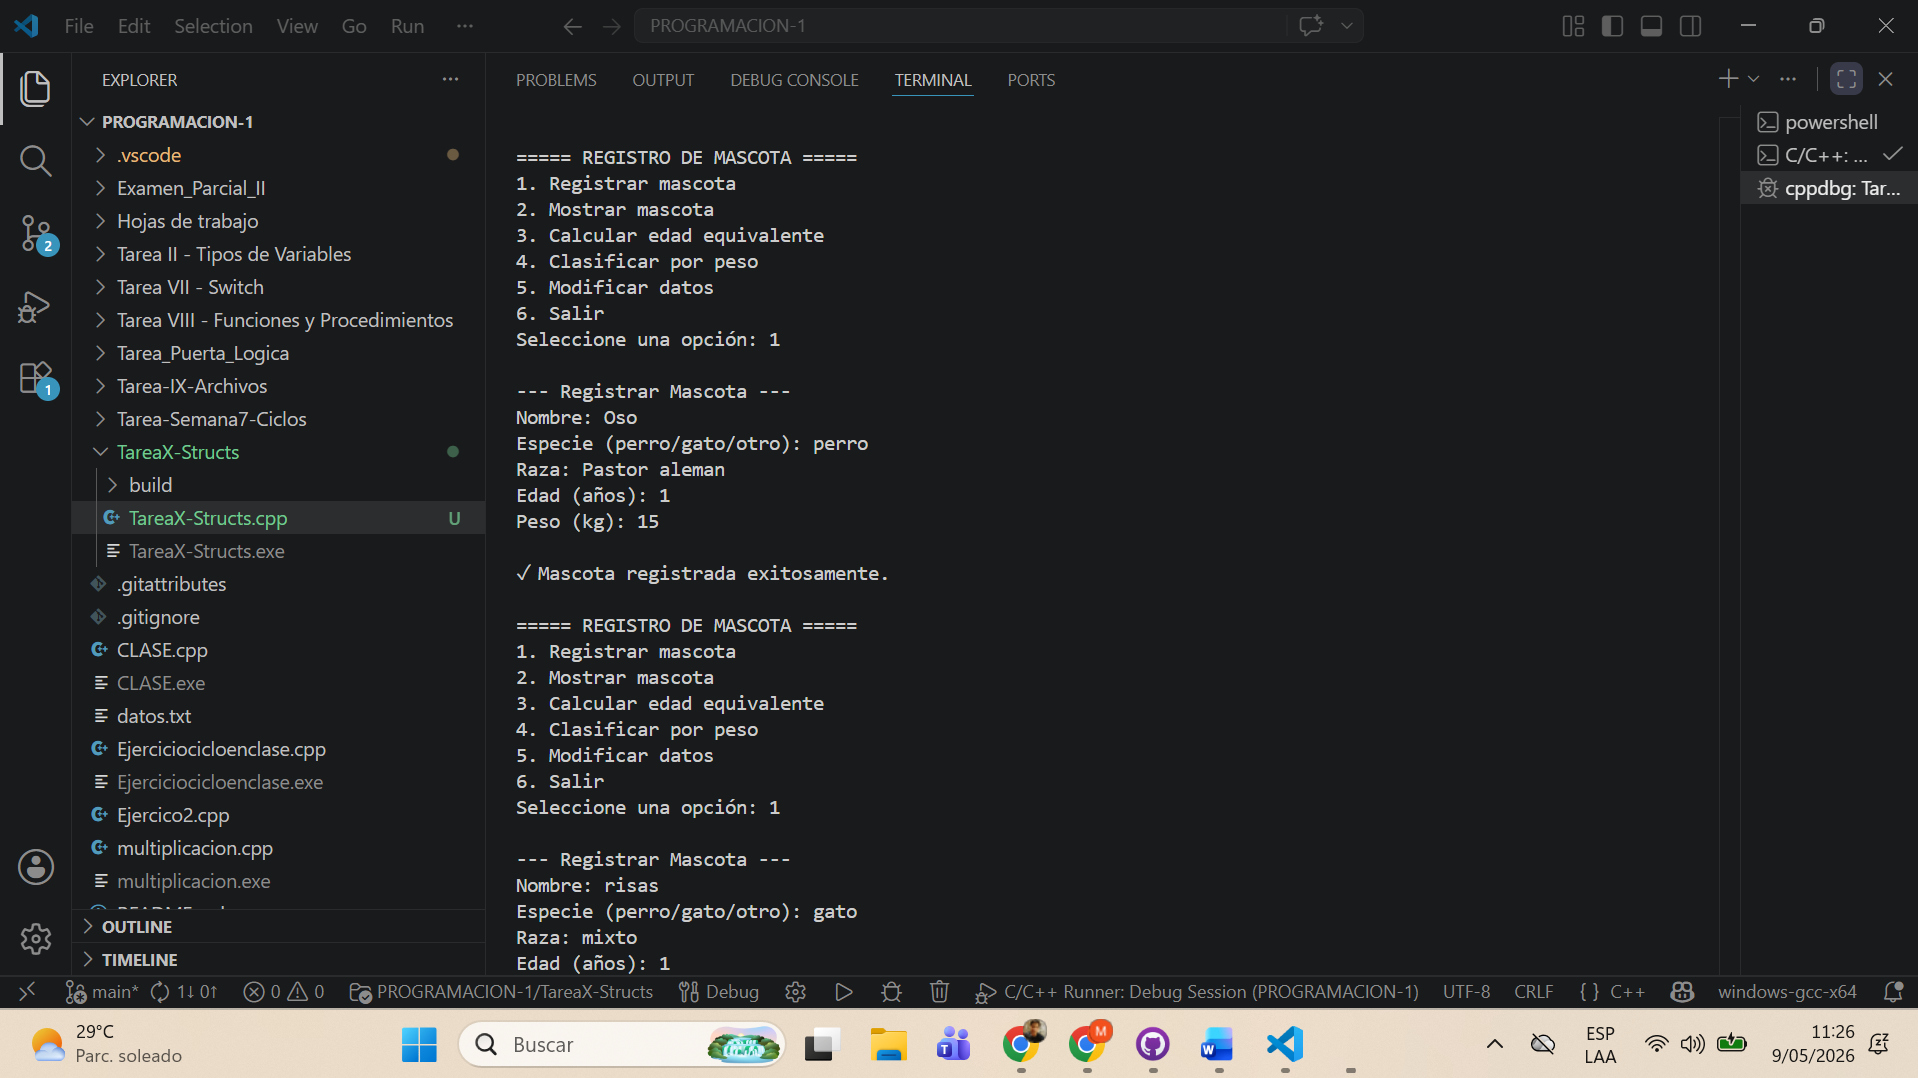 File Edit Selection View Go Run ···
PROGRAMACION-1
EXPLORER
PROGRAMACION-1
.vscode
Examen_Parcial_II
Hojas de trabajo
Tarea II - Tipos de Variables
Tarea VII - Switch
Tarea VIII - Funciones y Procedimientos
Tarea_Puerta_Logica
Tarea-IX-Archivos
Tarea-Semana7-Ciclos
TareaX-Structs
build
TareaX-Structs.cpp U
TareaX-Structs.exe
.gitattributes
.gitignore
CLASE.cpp
CLASE.exe
datos.txt
Ejerciciocicloenclase.cpp
Ejerciciocicloenclase.exe
Ejercico2.cpp
multiplicacion.cpp
multiplicacion.exe
OUTLINE
TIMELINE
2
1
PROBLEMS OUTPUT DEBUG CONSOLE TERMINAL PORTS
===== REGISTRO DE MASCOTA =====
1. Registrar mascota
2. Mostrar mascota
3. Calcular edad equivalente
4. Clasificar por peso
5. Modificar datos
6. Salir
Seleccione una opción: 1
--- Registrar Mascota ---
Nombre: Oso
Especie (perro/gato/otro): perro
Raza: Pastor aleman
Edad (años): 1
Peso (kg): 15
✓ Mascota registrada exitosamente.
===== REGISTRO DE MASCOTA =====
1. Registrar mascota
2. Mostrar mascota
3. Calcular edad equivalente
4. Clasificar por peso
5. Modificar datos
6. Salir
Seleccione una opción: 1
--- Registrar Mascota ---
Nombre: risas
Especie (perro/gato/otro): gato
Raza: mixto
Edad (años): 1
powershell
C/C++: ...
cppdbg: Tar...
main* 1↓ 0↑ 0 0 PROGRAMACION-1/TareaX-Structs Debug C/C++ Runner: Debug Session (PROGRAMACION-1) UTF-8 CRLF {} C++ windows-gcc-x64
29°C
Parc. soleado
Buscar
M
ESP
LAA
11:26
9/05/2026